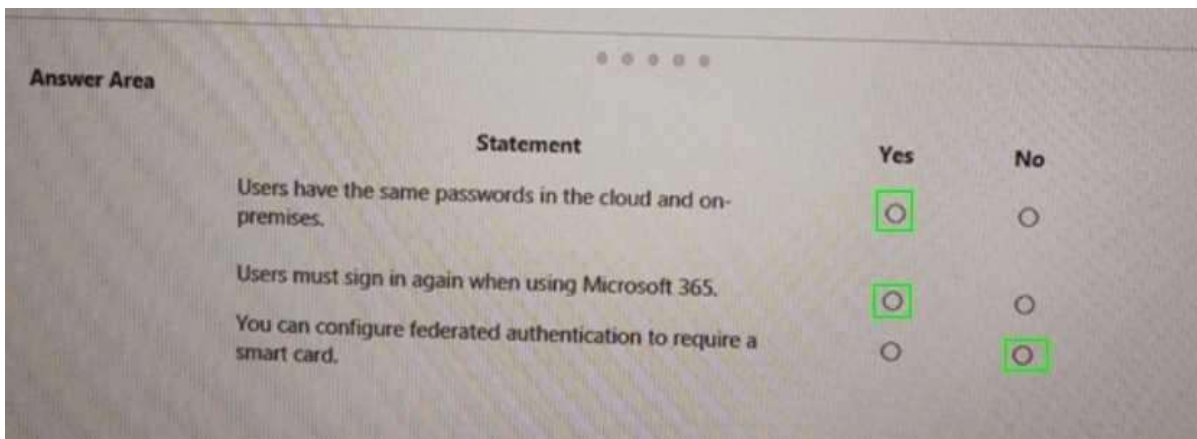 Answer Area
Statement
Yes
No
Users have the same passwords in the cloud and on-
premises.
Users must sign in again when using Microsoft 365.
You can configure federated authentication to require a
smart card.